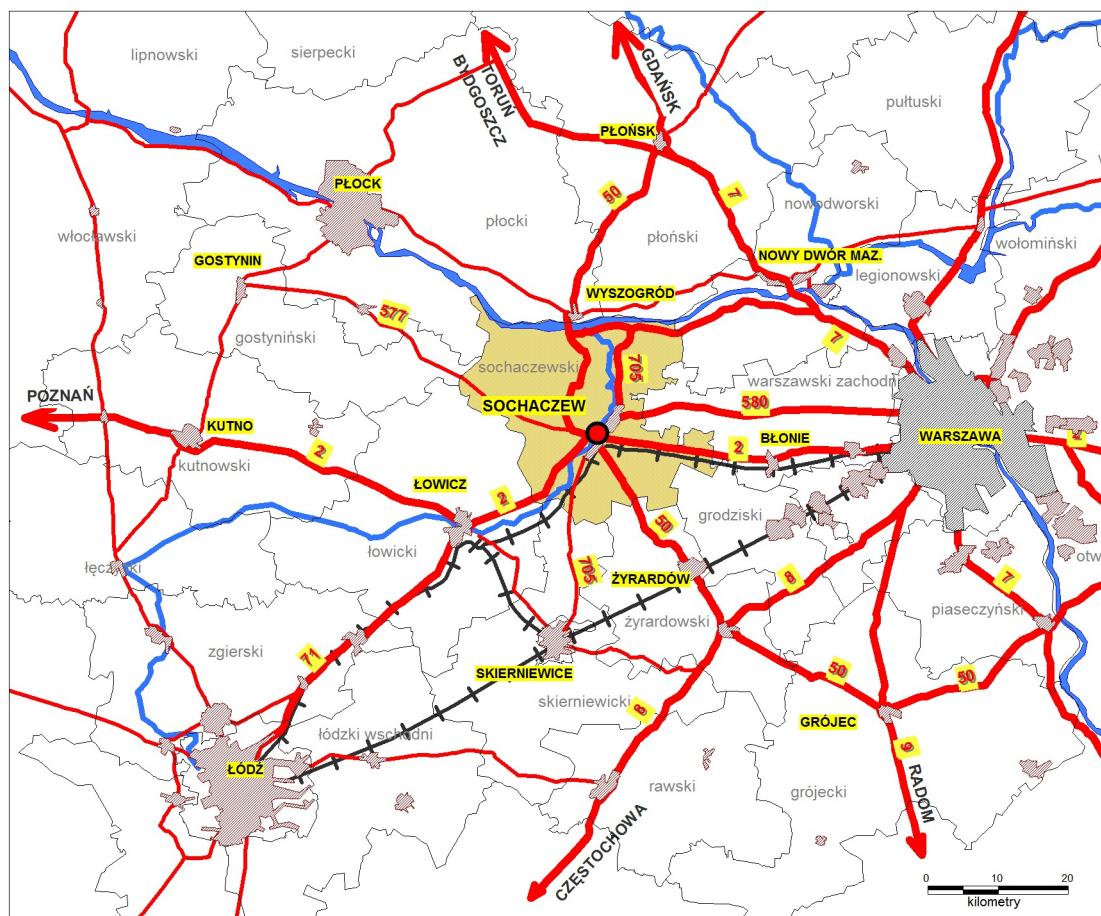 lipnowski
sierpecki
TORUŃ
BYDGOSZCZ
GDAŃSK
pułtuski
PŁOŃSK
PŁOCK
50
7
nowodworski
włocławski
płocki
płoński
wołomiński
GOSTYNIN
NOWY DWÓR MAZ.
legionowski
WYSZOGRÓD
577
gostyniński
7
sochaczewski
705
warszawski zachodni
POZNAŃ
SOCHACZEW
580
KUTNO
2
2
BŁONIE
WARSZAWA
kutnowski
ŁOWICZ
2
grodziski
50
łowicki
705
ŻYRARDÓW
8
7
otw
piaseczyński
zgierski
71
żyrardowski
SKIERNIEWICE
50
50
skierniewicki
8
GRÓJEC
łódzki wschodni
ŁÓDŹ
9
RADOM
rawski
grójecki
CZĘSTOCHOWA
0 10 20
kilometry